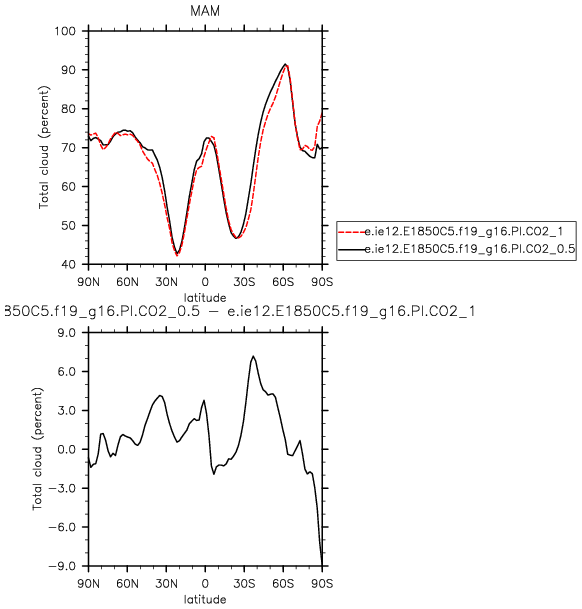 MAM
100
90
80
70
60
50
40
Total cloud (percent)
90N 60N 30N 0 30S 60S 90S
latitude
e.ie12.E1850C5.f19_g16.PI.CO2_1
e.ie12.E1850C5.f19_g16.PI.CO2_0.5
850C5.f19_g16.PI.CO2_0.5 − e.ie12.E1850C5.f19_g16.PI.CO2_1
9.0
6.0
3.0
0.0
−3.0
−6.0
−9.0
Total cloud (percent)
90N 60N 30N 0 30S 60S 90S
latitude